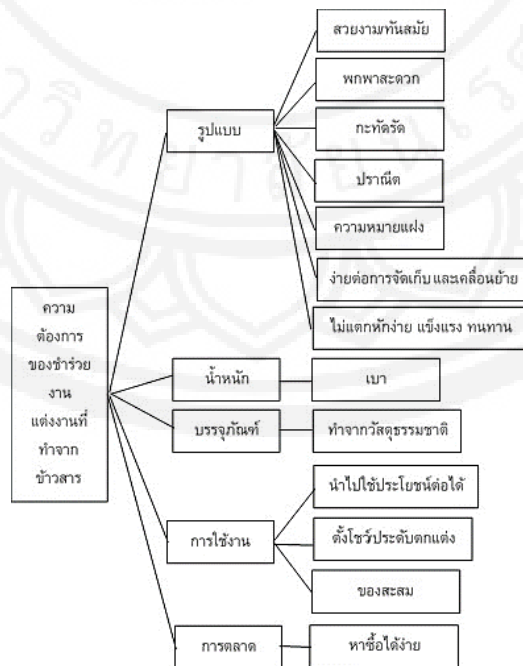 สวยงาม/ทันสมัย
พกพาสะดวก
รูปแบบ
กะทัดรัด
ปราณีต
ความหมายแฝง
ง่ายต่อการจัดเก็บ และเคลื่อนย้าย
ไม่แตกหักง่าย แข็งแรง ทนทาน
ความ
ต้องการ
ของชำร่วย
งาน
แต่งงานที่
ทำจาก
ข้าวสาร
น้ำหนัก
เบา
บรรจุภัณฑ์
ทำจากวัสดุธรรมชาติ
นำไปใช้ประโยชน์ต่อได้
การใช้งาน
ตั้งโชว์ประดับตกแต่ง
ของสะสม
การตลาด
หาซื้อได้ง่าย